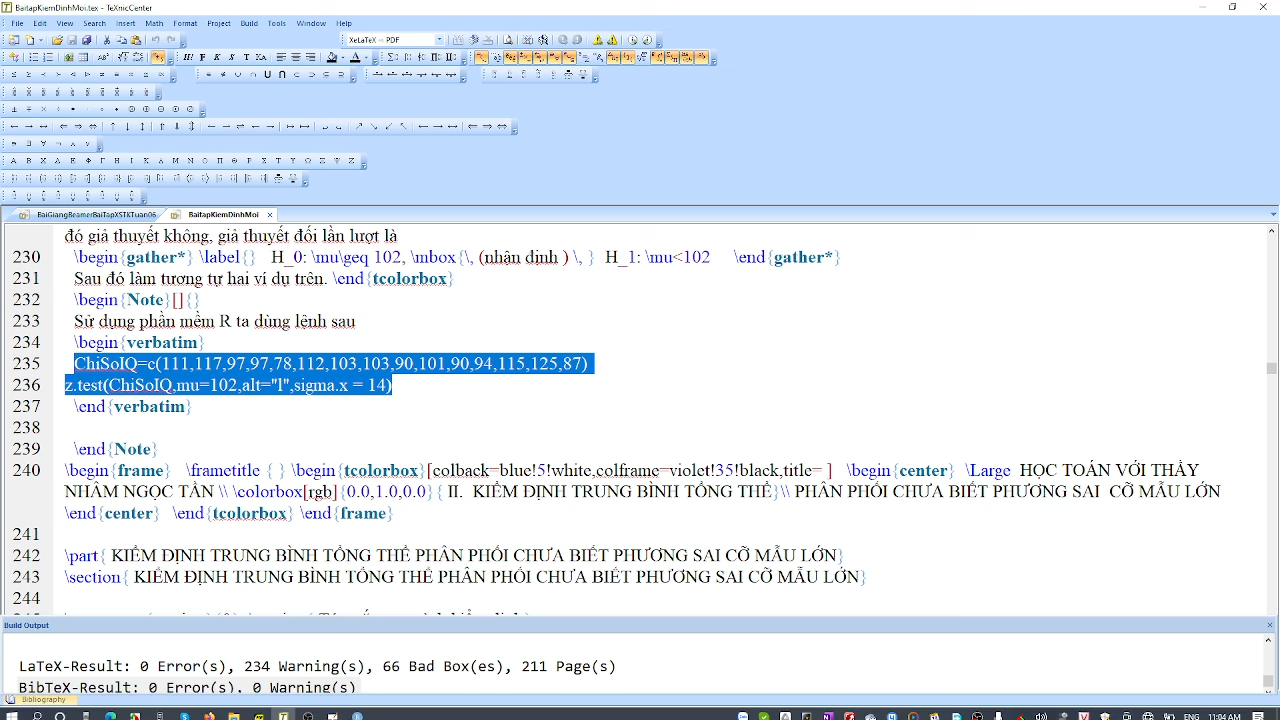 BaitapKiemDinhMoi.tex - TeXnicCenter
File Edit View Search Insert Math Format Project Build Tools Window Help
XeLaTeX ⇨ PDF
BaiGiangBeamerBaiTapXSTKTuan06 BaitapKiemDinhMoi
đó giả thuyết không, giả thuyết đối lần lượt là
230 \begin{gather*} \label{} H_0: \mu\geq 102, \mbox{\, (nhận định ) \, } H_1: \mu<102 \end{gather*}
231 Sau đó làm tương tự hai ví dụ trên. \end{tcolorbox}
232 \begin{Note}[]{}
233 Sử dụng phần mềm R ta dùng lệnh sau
234 \begin{verbatim}
235 ChiSoIQ=c(111,117,97,97,78,112,103,103,90,101,90,94,115,125,87)
236 z.test(ChiSoIQ,mu=102,alt="l",sigma.x = 14)
237 \end{verbatim}
238
239 \end{Note}
240 \begin{frame} \frametitle { } \begin{tcolorbox}[colback=blue!5!white,colframe=violet!35!black,title= ] \begin{center} \Large HỌC TOÁN VỚI THẦY
NHÂM NGỌC TẦN \\ \colorbox[rgb]{0.0,1.0,0.0}{ II. KIỂM ĐỊNH TRUNG BÌNH TỔNG THỂ}\\ PHÂN PHỐI CHƯA BIẾT PHƯƠNG SAI CỠ MẪU LỚN
\end{center} \end{tcolorbox} \end{frame}
241
242 \part{ KIỂM ĐỊNH TRUNG BÌNH TỔNG THỂ PHÂN PHỐI CHƯA BIẾT PHƯƠNG SAI CỠ MẪU LỚN}
243 \section{ KIỂM ĐỊNH TRUNG BÌNH TỔNG THỂ PHÂN PHỐI CHƯA BIẾT PHƯƠNG SAI CỠ MẪU LỚN}
244
Build Output
LaTeX-Result: 0 Error(s), 234 Warning(s), 66 Bad Box(es), 211 Page(s)
BibTeX-Result: 0 Error(s), 0 Warning(s)
Bibliography
ENG 11:04 AM